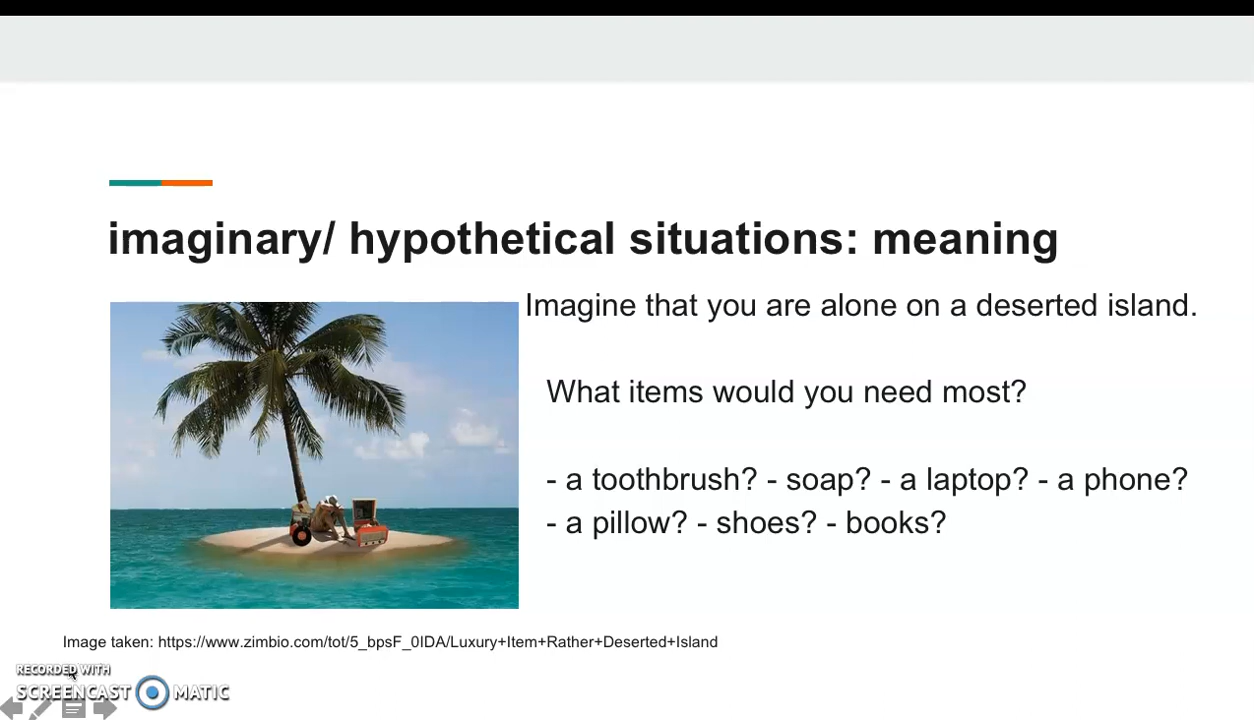 imaginary/ hypothetical situations: meaning
Imagine that you are alone on a deserted island.
What items would you need most?
- a toothbrush? - soap? - a laptop? - a phone?
- a pillow? - shoes? - books?
Image taken: https://www.zimbio.com/tot/5_bpsF_0IDA/Luxury+Item+Rather+Deserted+Island
RECORDED WITH
SCREENCAST MATIC